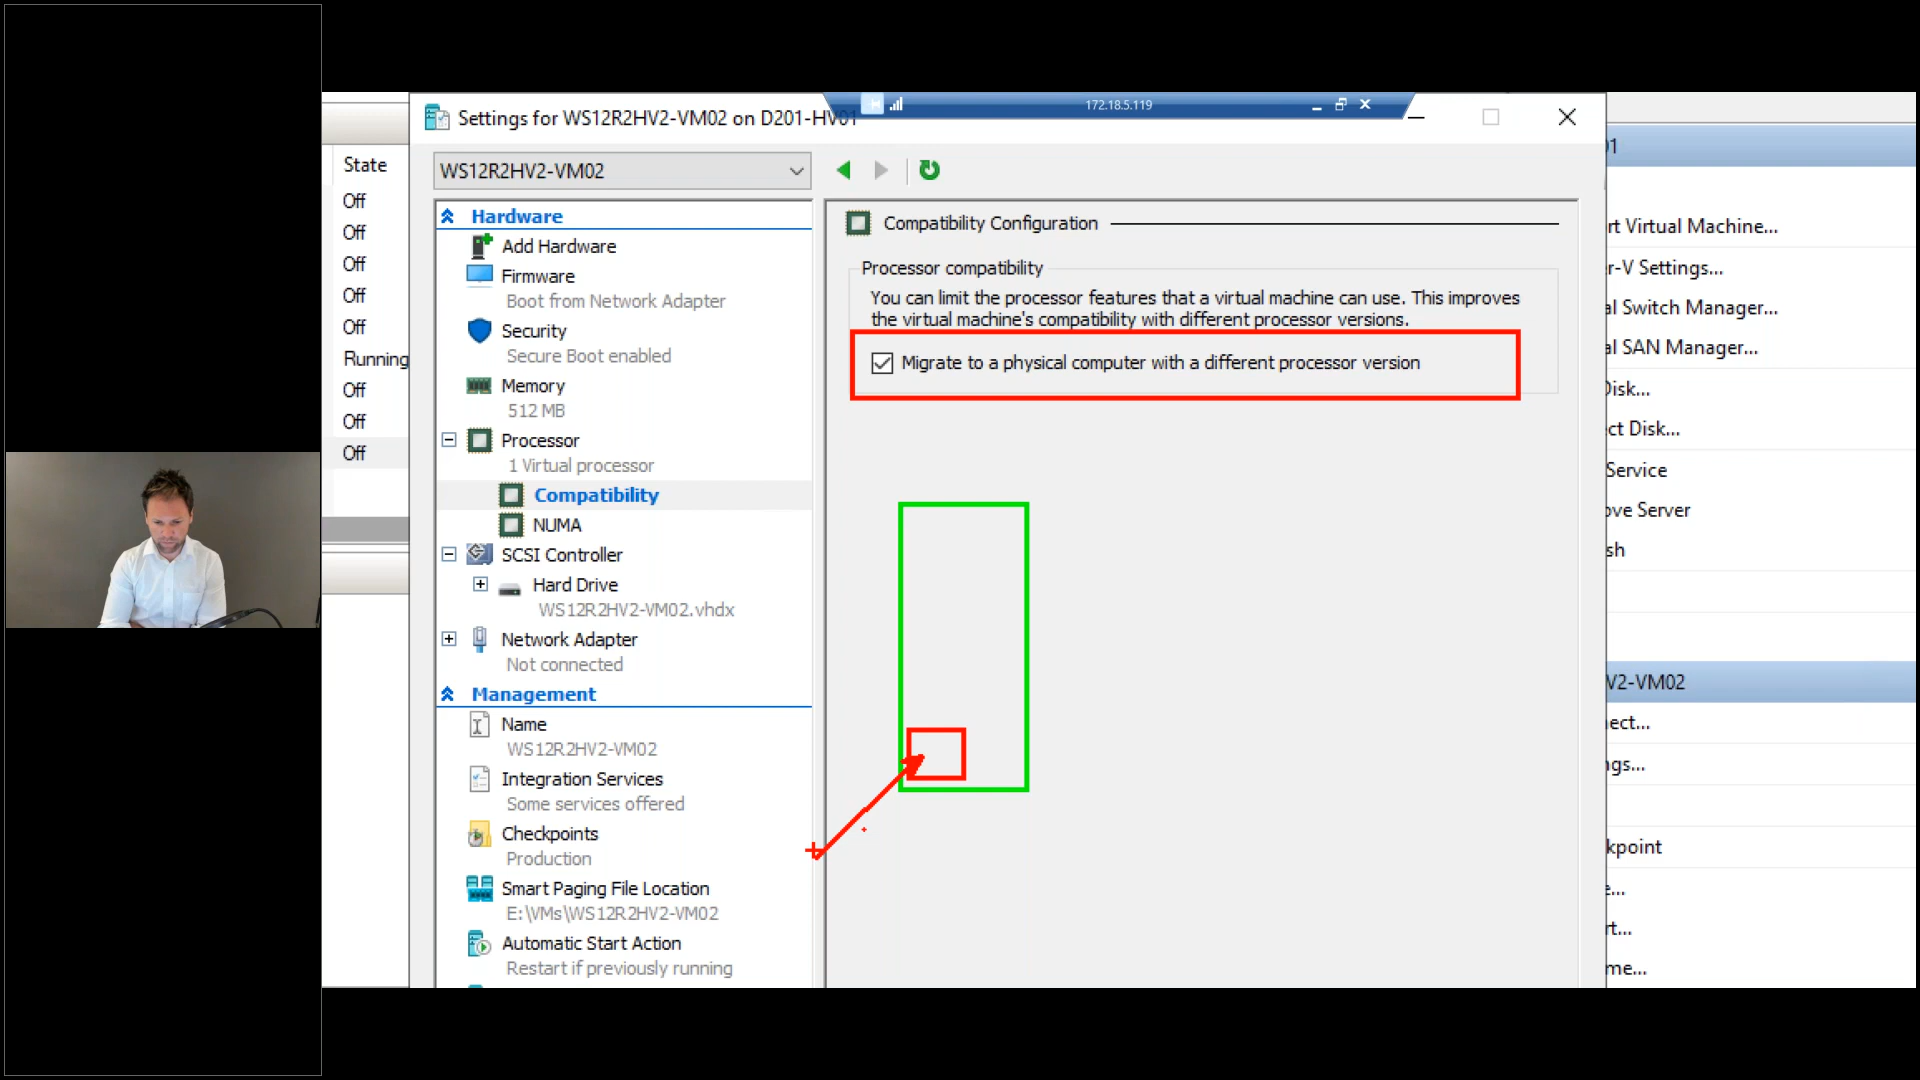 172.18.5.119
Settings for WS12R2HV2-VM02 on D201-HV01
WS12R2HV2-VM02
State
Off
Off
Off
Off
Off
Running
Off
Off
Off
Hardware
Add Hardware
Firmware
Boot from Network Adapter
Security
Secure Boot enabled
Memory
512 MB
Processor
1 Virtual processor
Compatibility
NUMA
SCSI Controller
Hard Drive
WS12R2HV2-VM02.vhdx
Network Adapter
Not connected
Management
Name
WS12R2HV2-VM02
Integration Services
Some services offered
Checkpoints
Production
Smart Paging File Location
E:\VMs\WS12R2HV2-VM02
Automatic Start Action
Restart if previously running
Compatibility Configuration
Processor compatibility
You can limit the processor features that a virtual machine can use. This improves
the virtual machine's compatibility with different processor versions.
Migrate to a physical computer with a different processor version
01
rt Virtual Machine...
r-V Settings...
al Switch Manager...
al SAN Manager...
Disk...
ct Disk...
Service
ove Server
sh
V2-VM02
nect...
ngs...
kpoint
e...
rt...
me...